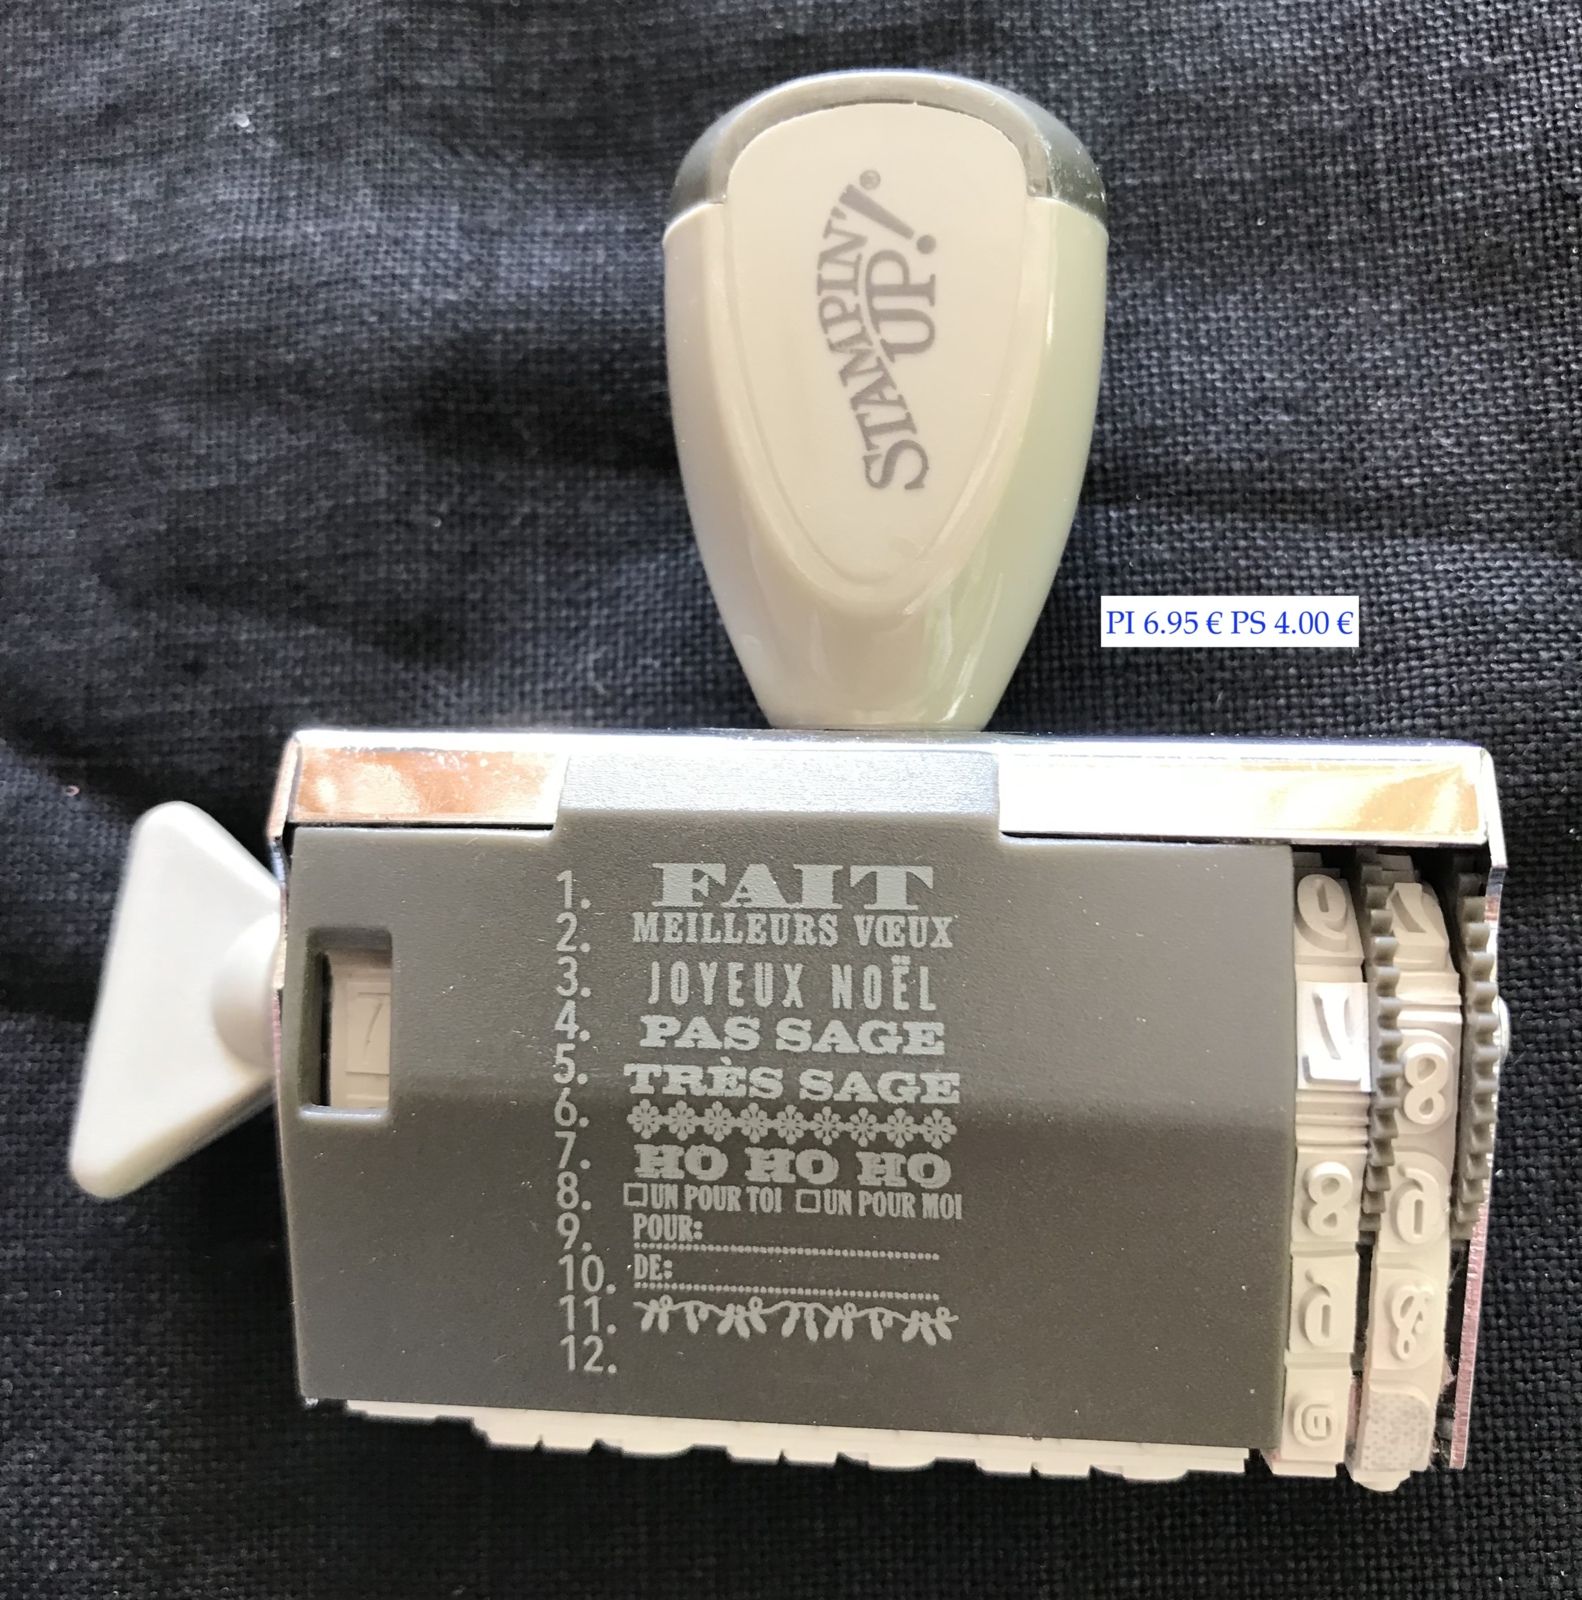 STAMPIN'
UP!®
PI 6.95 € PS 4.00 €
1. FAIT
2. MEILLEURS VŒUX
3. JOYEUX NOËL
4. PAS SAGE
5. TRÈS SAGE
6.
7. HO HO HO
8. □ UN POUR TOI □ UN POUR MOI
9. POUR:
10. DE:
11.
12.
7